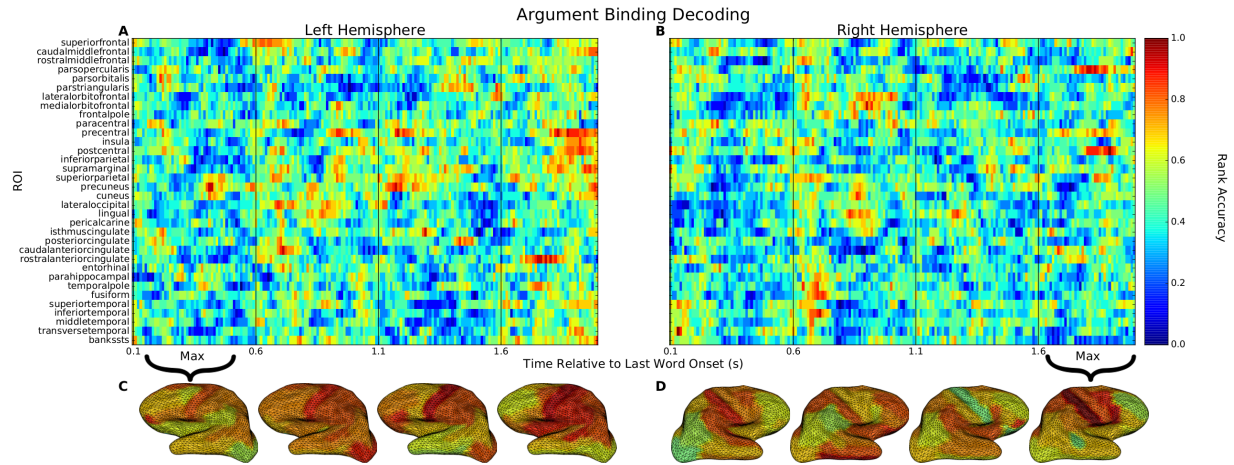 Argument Binding Decoding
A
Left Hemisphere
B
Right Hemisphere
superiorfrontal
caudalmiddlefrontal
rostralmiddlefrontal
parsopercularis
parsorbitalis
parstriangularis
lateralorbitofrontal
medialorbitofrontal
frontalpole
paracentral
precentral
insula
postcentral
inferiorparietal
supramarginal
superiorparietal
precuneus
cuneus
lateraloccipital
lingual
pericalcarine
isthmuscingulate
posteriorcingulate
caudalanteriorcingulate
rostralanteriorcingulate
entorhinal
parahippocampal
temporalpole
fusiform
superiortemporal
inferiortemporal
middletemporal
transversetemporal
bankssts
ROI
0.1 0.6 1.1 1.6
0.1 0.6 1.1 1.6
1.0
0.8
0.6
0.4
0.2
0.0
Rank Accuracy
Max
Time Relative to Last Word Onset (s)
Max
C
D